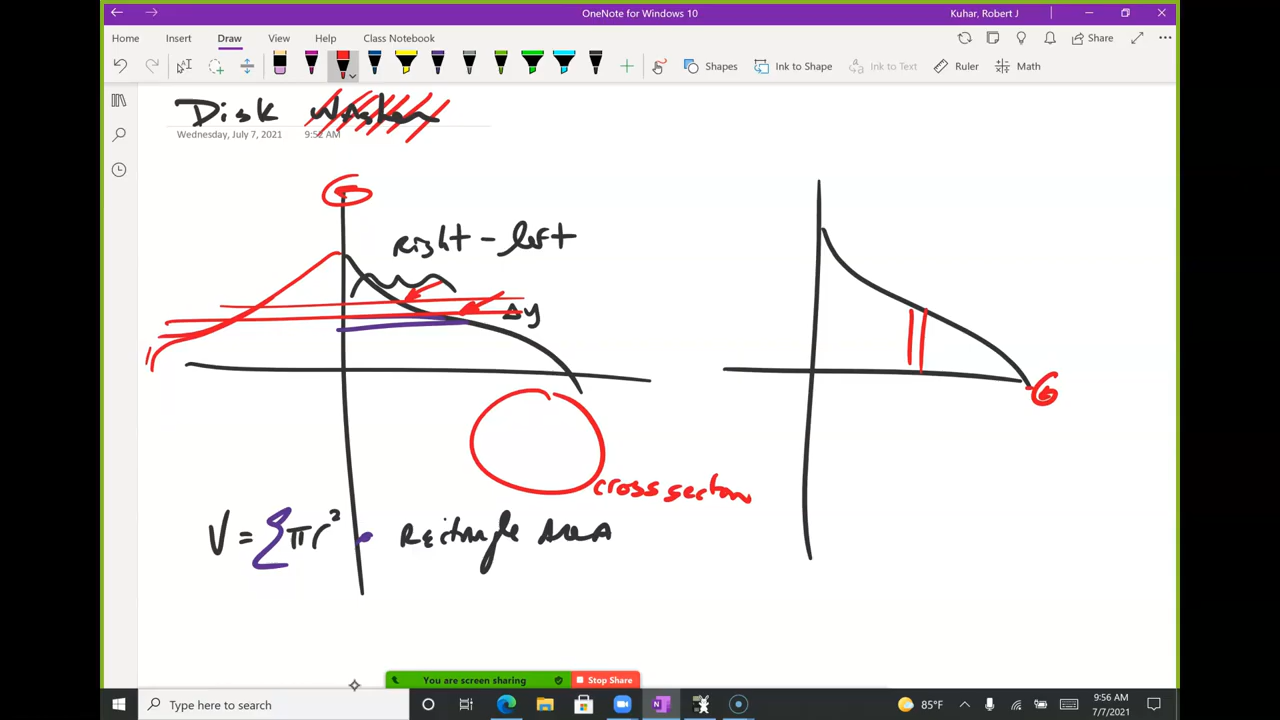 OneNote for Windows 10
Kuhar, Robert J
Home Insert Draw View Help Class Notebook
Share
Shapes Ink to Shape Ink to Text Ruler Math
Disk Washer
Wednesday, July 7, 2021 9:52 AM
right - left
Δy
cross section
V = Σπr² · Rectangle Area
You are screen sharing Stop Share
Type here to search
85°F
9:56 AM
7/7/2021